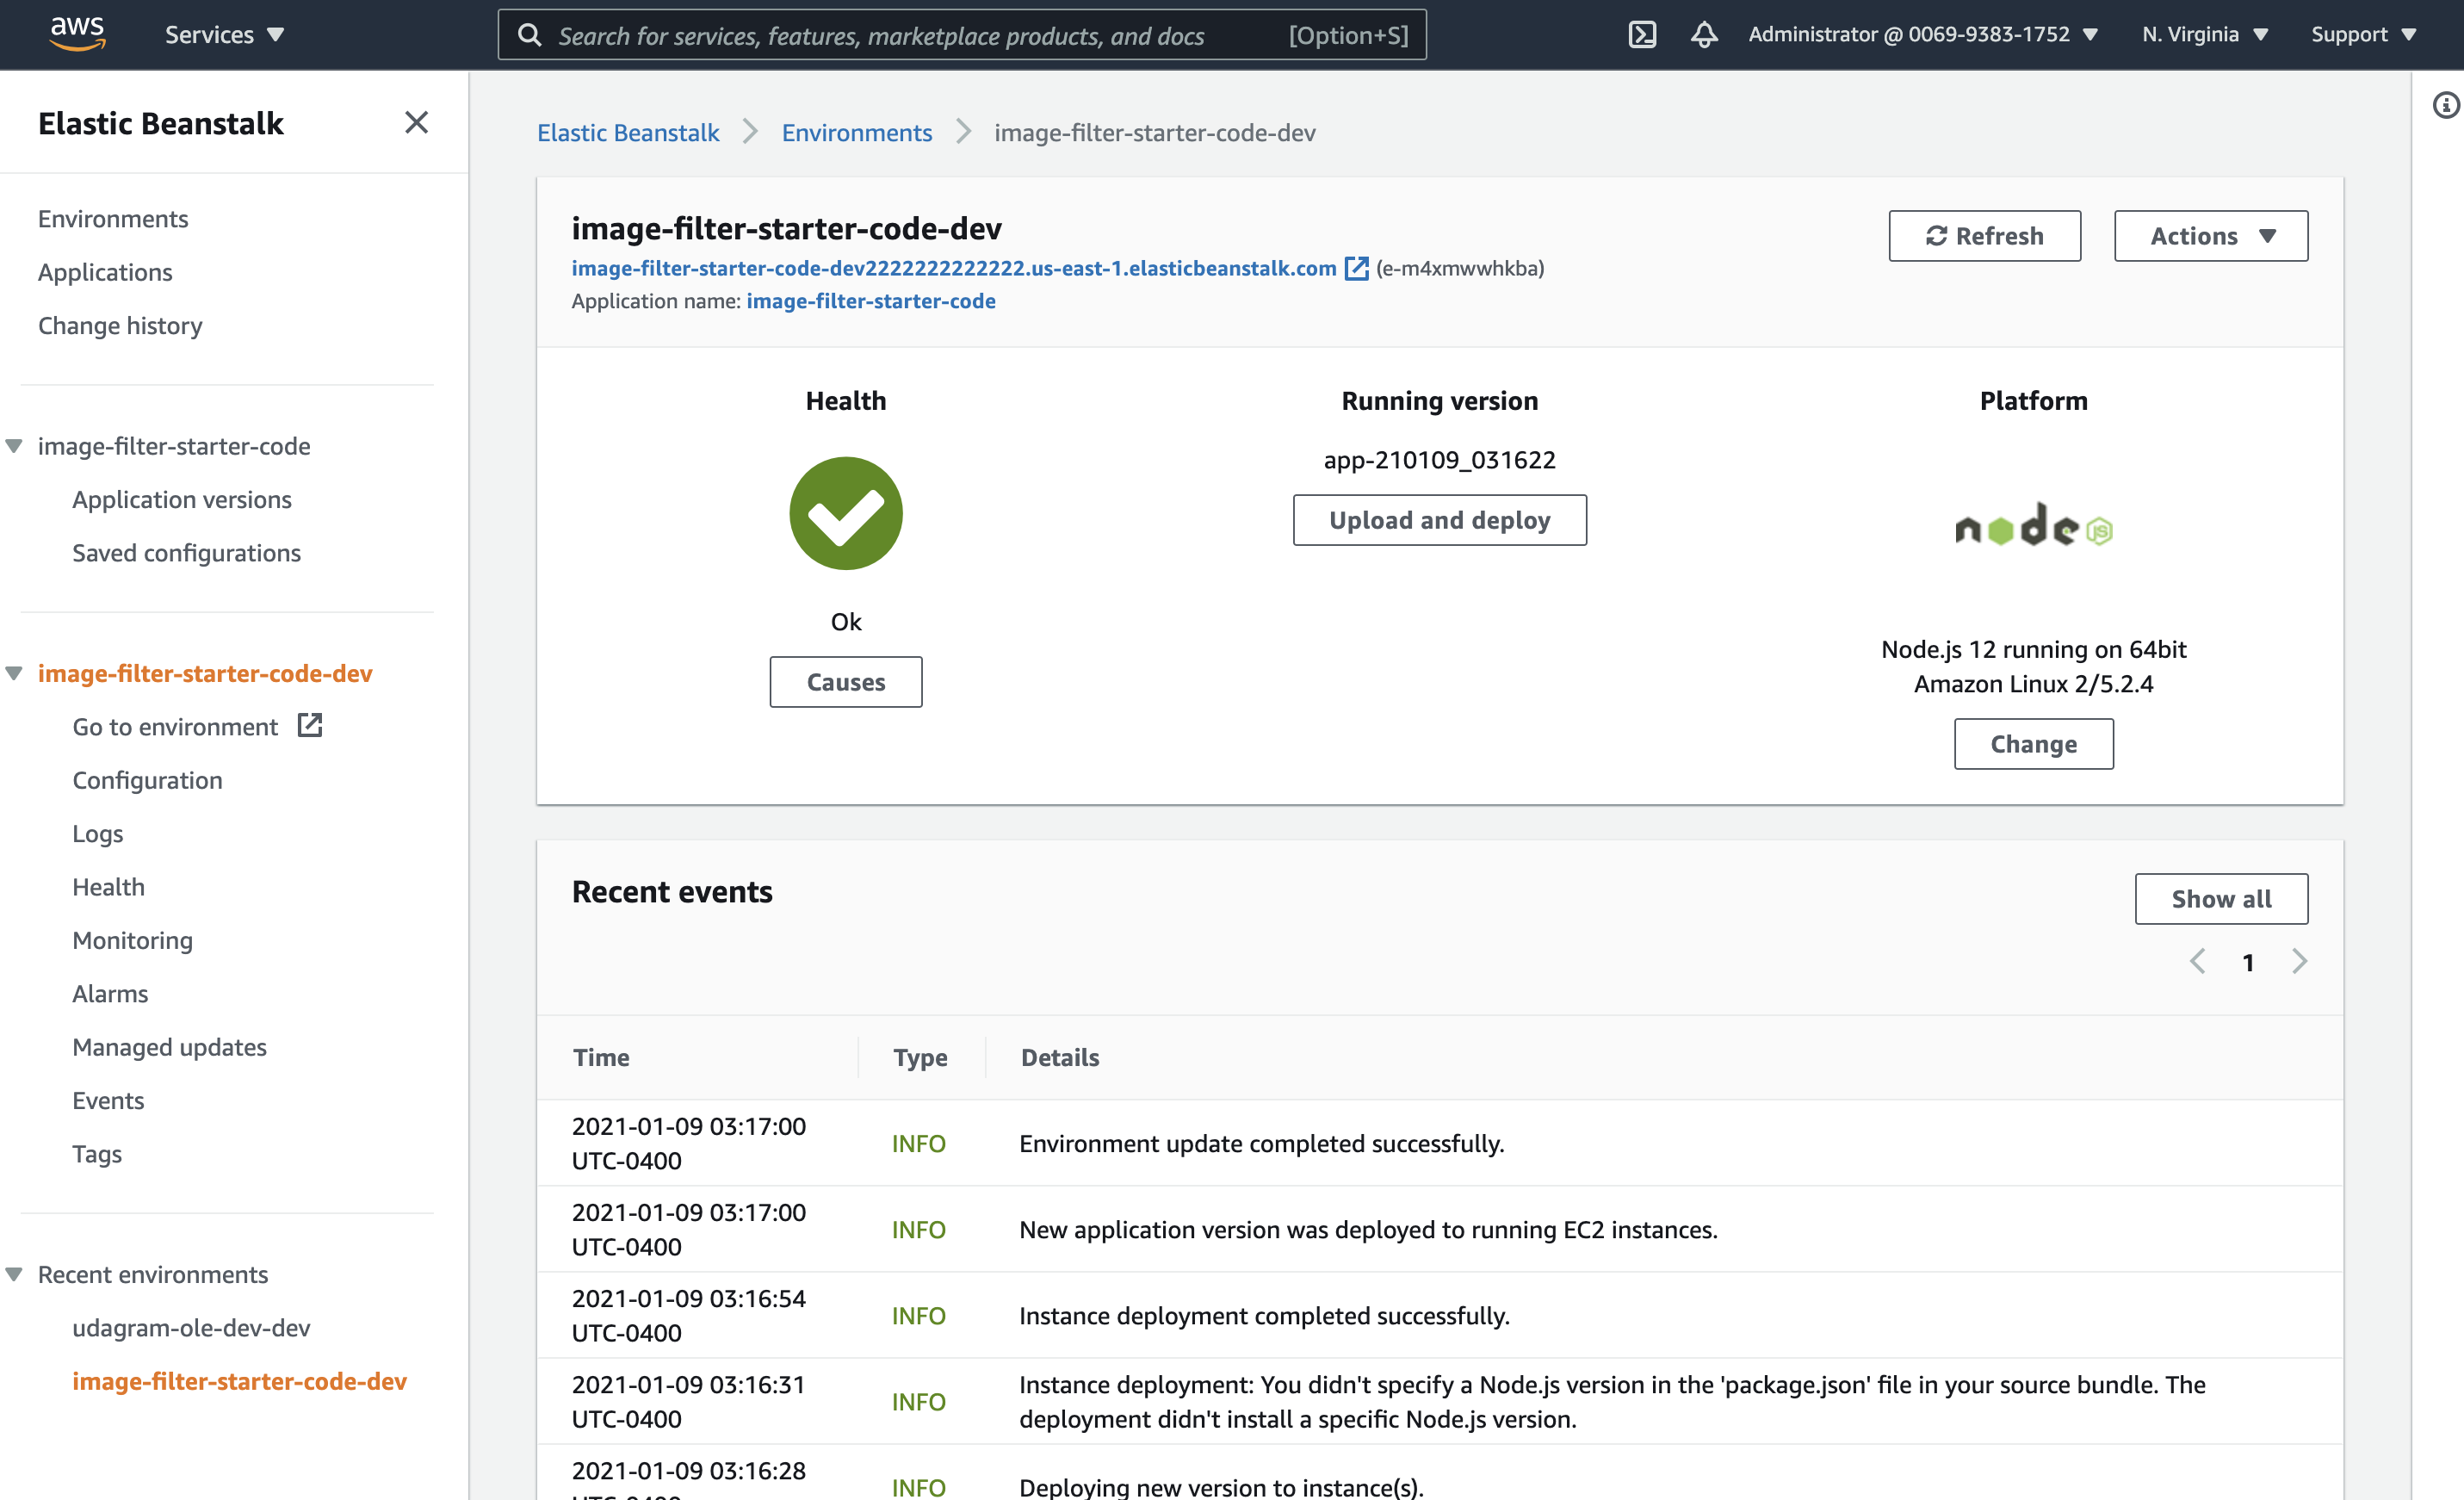 aws
Services
Search for services, features, marketplace products, and docs
[Option+S]
Administrator @ 0069-9383-1752
N. Virginia
Support
Elastic Beanstalk
Environments
Applications
Change history
image-filter-starter-code
Application versions
Saved configurations
image-filter-starter-code-dev
Go to environment
Configuration
Logs
Health
Monitoring
Alarms
Managed updates
Events
Tags
Recent environments
udagram-ole-dev-dev
image-filter-starter-code-dev
Elastic Beanstalk
Environments
image-filter-starter-code-dev
image-filter-starter-code-dev
image-filter-starter-code-dev2222222222222.us-east-1.elasticbeanstalk.com (e-m4xmwwhkba)
Application name: image-filter-starter-code
Refresh
Actions
Health
Ok
Causes
Running version
app-210109_031622
Upload and deploy
Platform
node JS
Node.js 12 running on 64bit
Amazon Linux 2/5.2.4
Change
Recent events
Show all
1
Time Type Details
2021-01-09 03:17:00
UTC-0400
INFO
Environment update completed successfully.
2021-01-09 03:17:00
UTC-0400
INFO
New application version was deployed to running EC2 instances.
2021-01-09 03:16:54
UTC-0400
INFO
Instance deployment completed successfully.
2021-01-09 03:16:31
UTC-0400
INFO
Instance deployment: You didn't specify a Node.js version in the 'package.json' file in your source bundle. The
deployment didn't install a specific Node.js version.
2021-01-09 03:16:28
INFO
Deploying new version to instance(s).